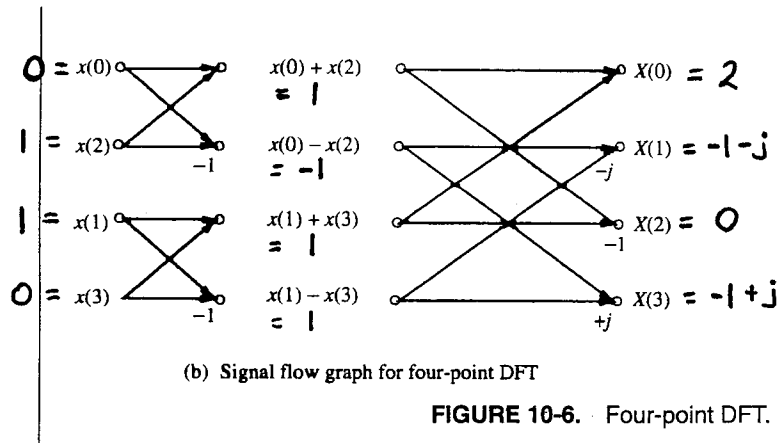 0 = x(0) x(0) + x(2) X(0) = 2
= 1
1 = x(2) x(0) − x(2) X(1) = -1-j
−1 = -1 −j
1 = x(1) x(1) + x(3) X(2) = 0
= 1 −1
0 = x(3) x(1) − x(3) X(3) = -1+j
−1 = 1 +j
(b) Signal flow graph for four-point DFT
FIGURE 10-6. Four-point DFT.